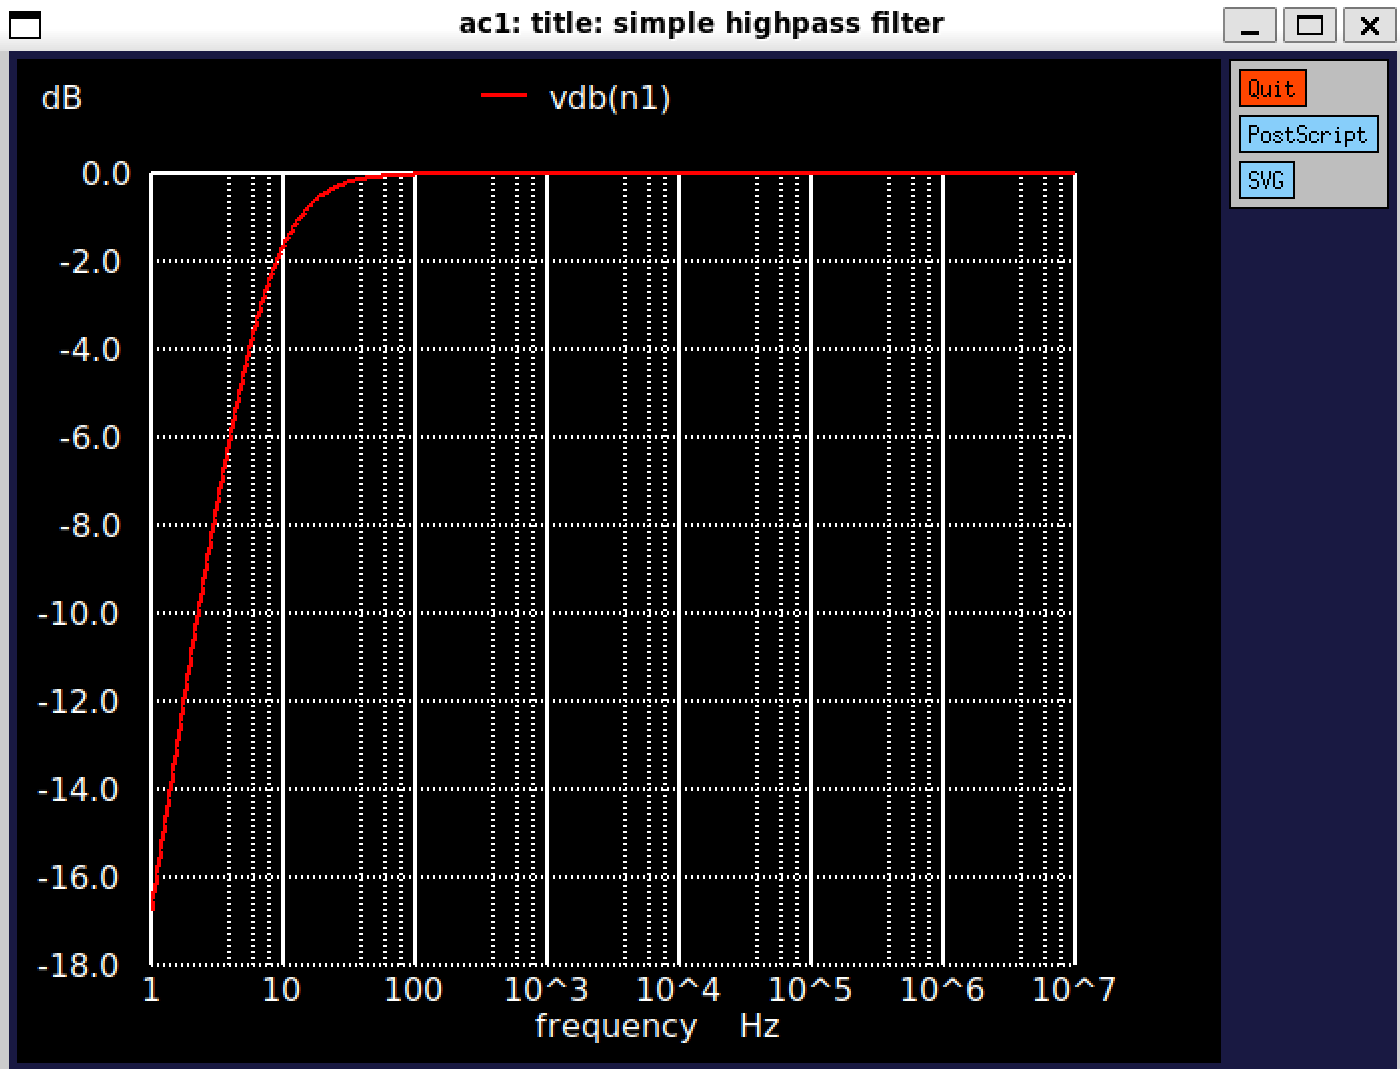 ac1: title: simple highpass filter
Quit
PostScript
SVG
dB
vdb(n1)
0.0
-2.0
-4.0
-6.0
-8.0
-10.0
-12.0
-14.0
-16.0
-18.0
1 10 100 10^3 10^4 10^5 10^6 10^7
frequency Hz